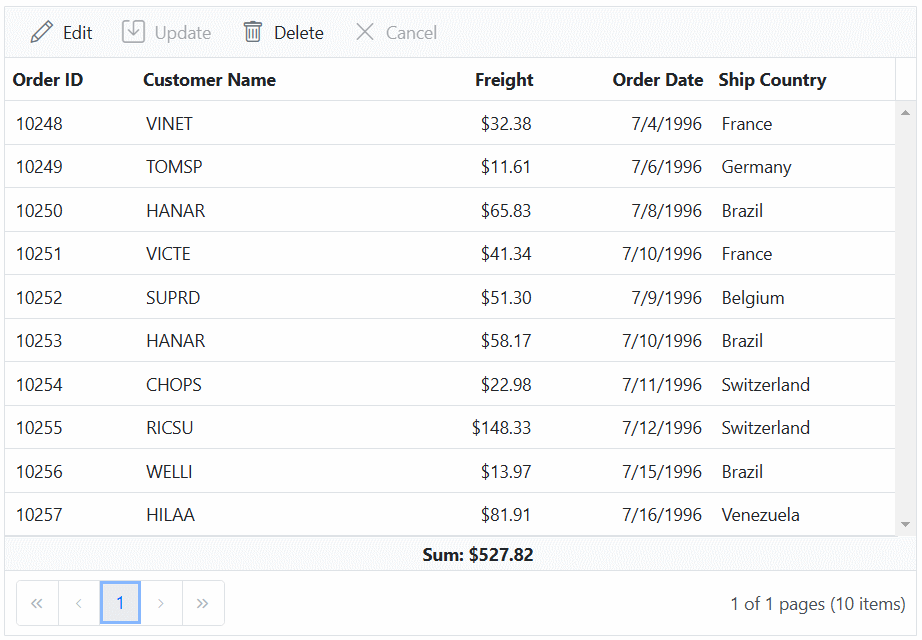 Edit Update Delete Cancel
Order ID Customer Name Freight Order Date Ship Country
10248 VINET $32.38 7/4/1996 France
10249 TOMSP $11.61 7/6/1996 Germany
10250 HANAR $65.83 7/8/1996 Brazil
10251 VICTE $41.34 7/10/1996 France
10252 SUPRD $51.30 7/9/1996 Belgium
10253 HANAR $58.17 7/10/1996 Brazil
10254 CHOPS $22.98 7/11/1996 Switzerland
10255 RICSU $148.33 7/12/1996 Switzerland
10256 WELLI $13.97 7/15/1996 Brazil
10257 HILAA $81.91 7/16/1996 Venezuela
Sum: $527.82
« ‹ 1 › » 1 of 1 pages (10 items)